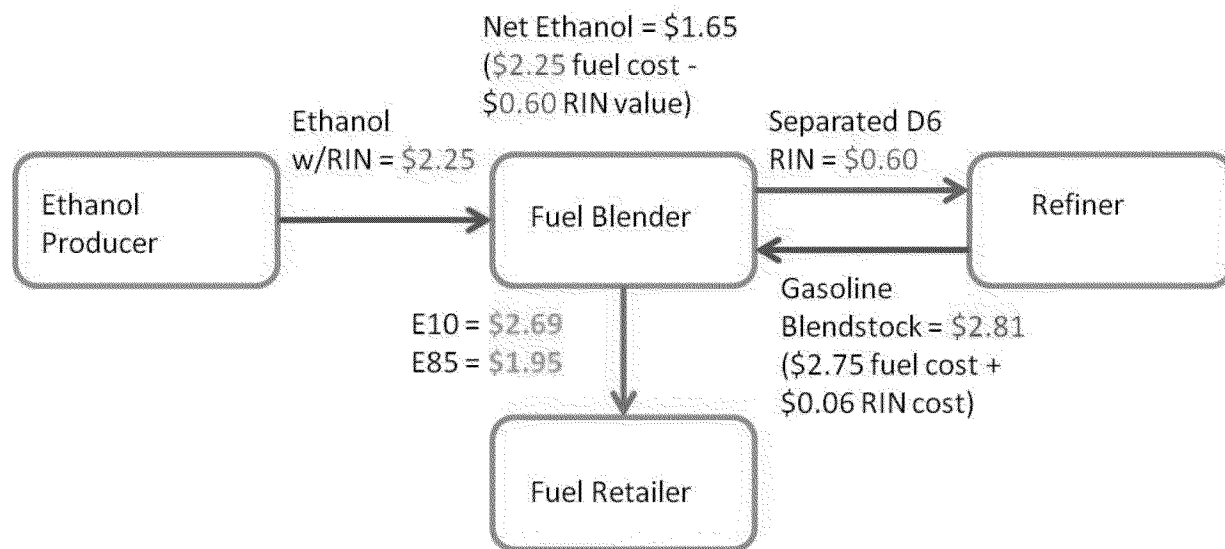 Net Ethanol = $1.65
($2.25 fuel cost -
$0.60 RIN value)
Ethanol
w/RIN = $2.25
Separated D6
RIN = $0.60
Ethanol
Producer
Fuel Blender
Refiner
E10 = $2.69
E85 = $1.95
Gasoline
Blendstock = $2.81
($2.75 fuel cost +
$0.06 RIN cost)
Fuel Retailer